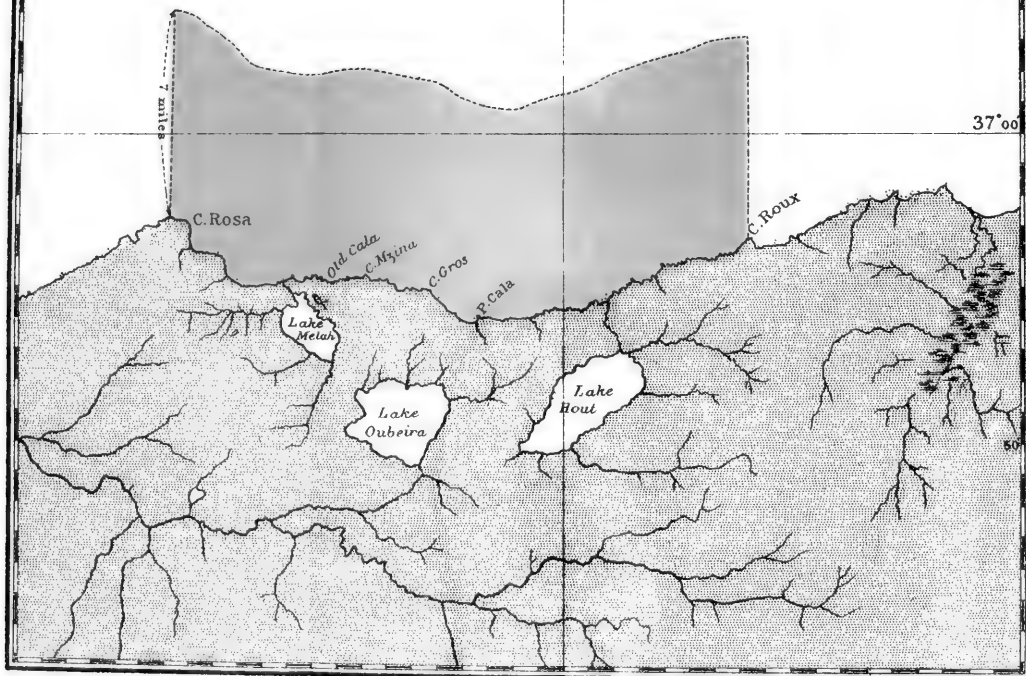 7 miles
37°00'
C. Rosa
C. Roux
Old Cala
C. Mzina
C. Gros
P. Cala
Lake
Melah
Lake
Hout
Lake
Oubeira
50'